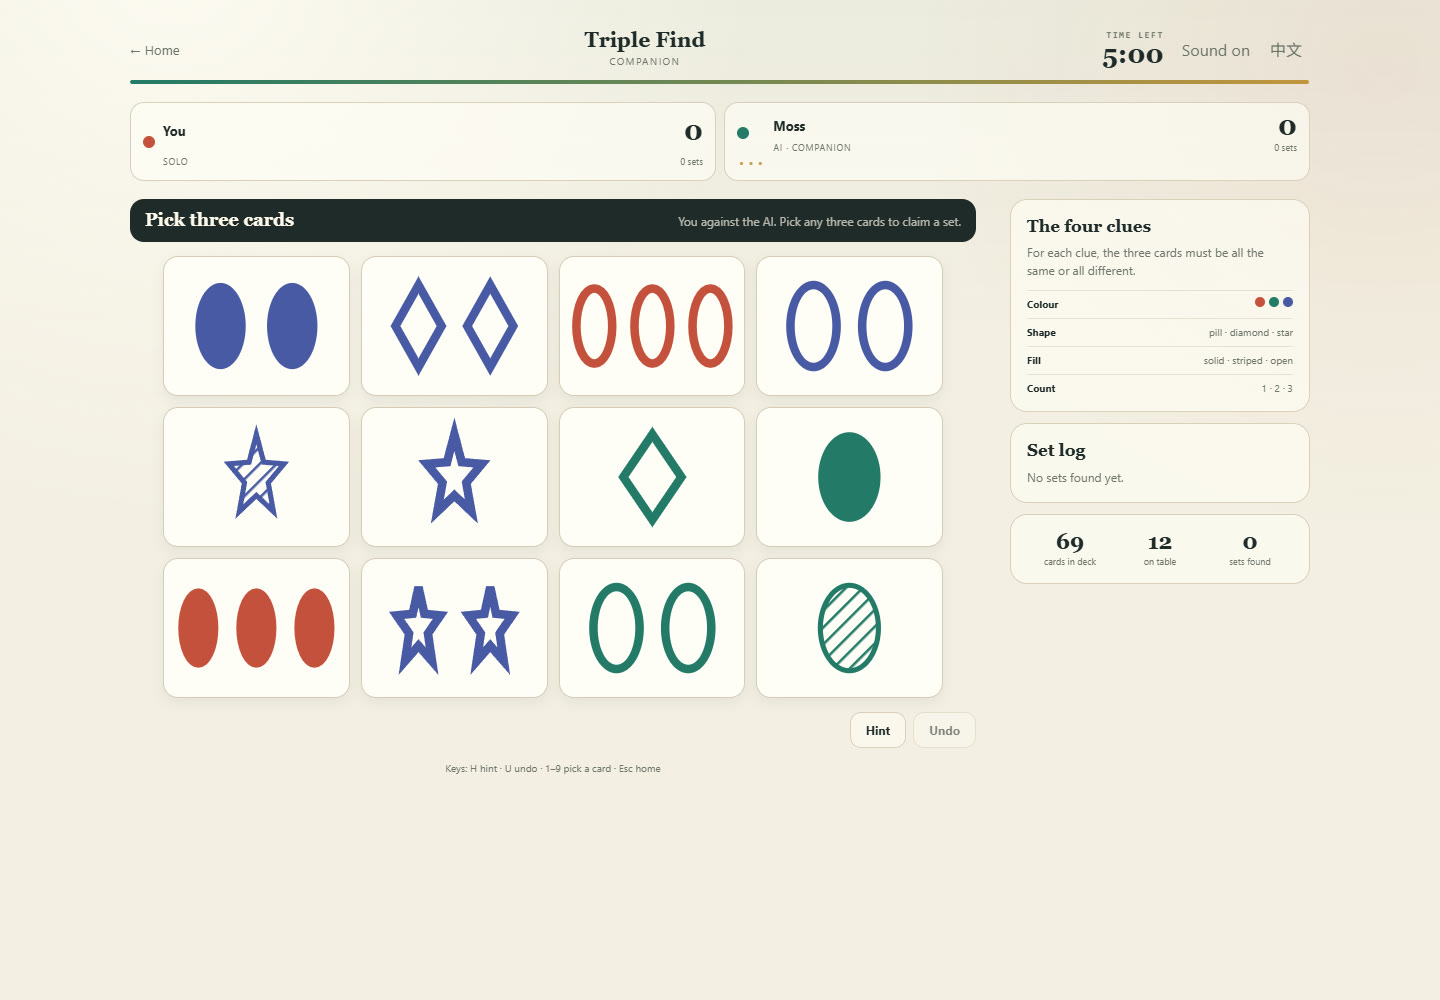 ← Home
Triple Find
COMPANION
TIME LEFT
5:00
Sound on
中文
You
0
SOLO
0 sets
Moss
0
AI · COMPANION
0 sets
Pick three cards
You against the AI. Pick any three cards to claim a set.
The four clues
For each clue, the three cards must be all the
same or all different.
Colour
Shape
pill · diamond · star
Fill
solid · striped · open
Count
1 · 2 · 3
Set log
No sets found yet.
69
cards in deck
12
on table
0
sets found
Hint
Undo
Keys: H hint · U undo · 1–9 pick a card · Esc home